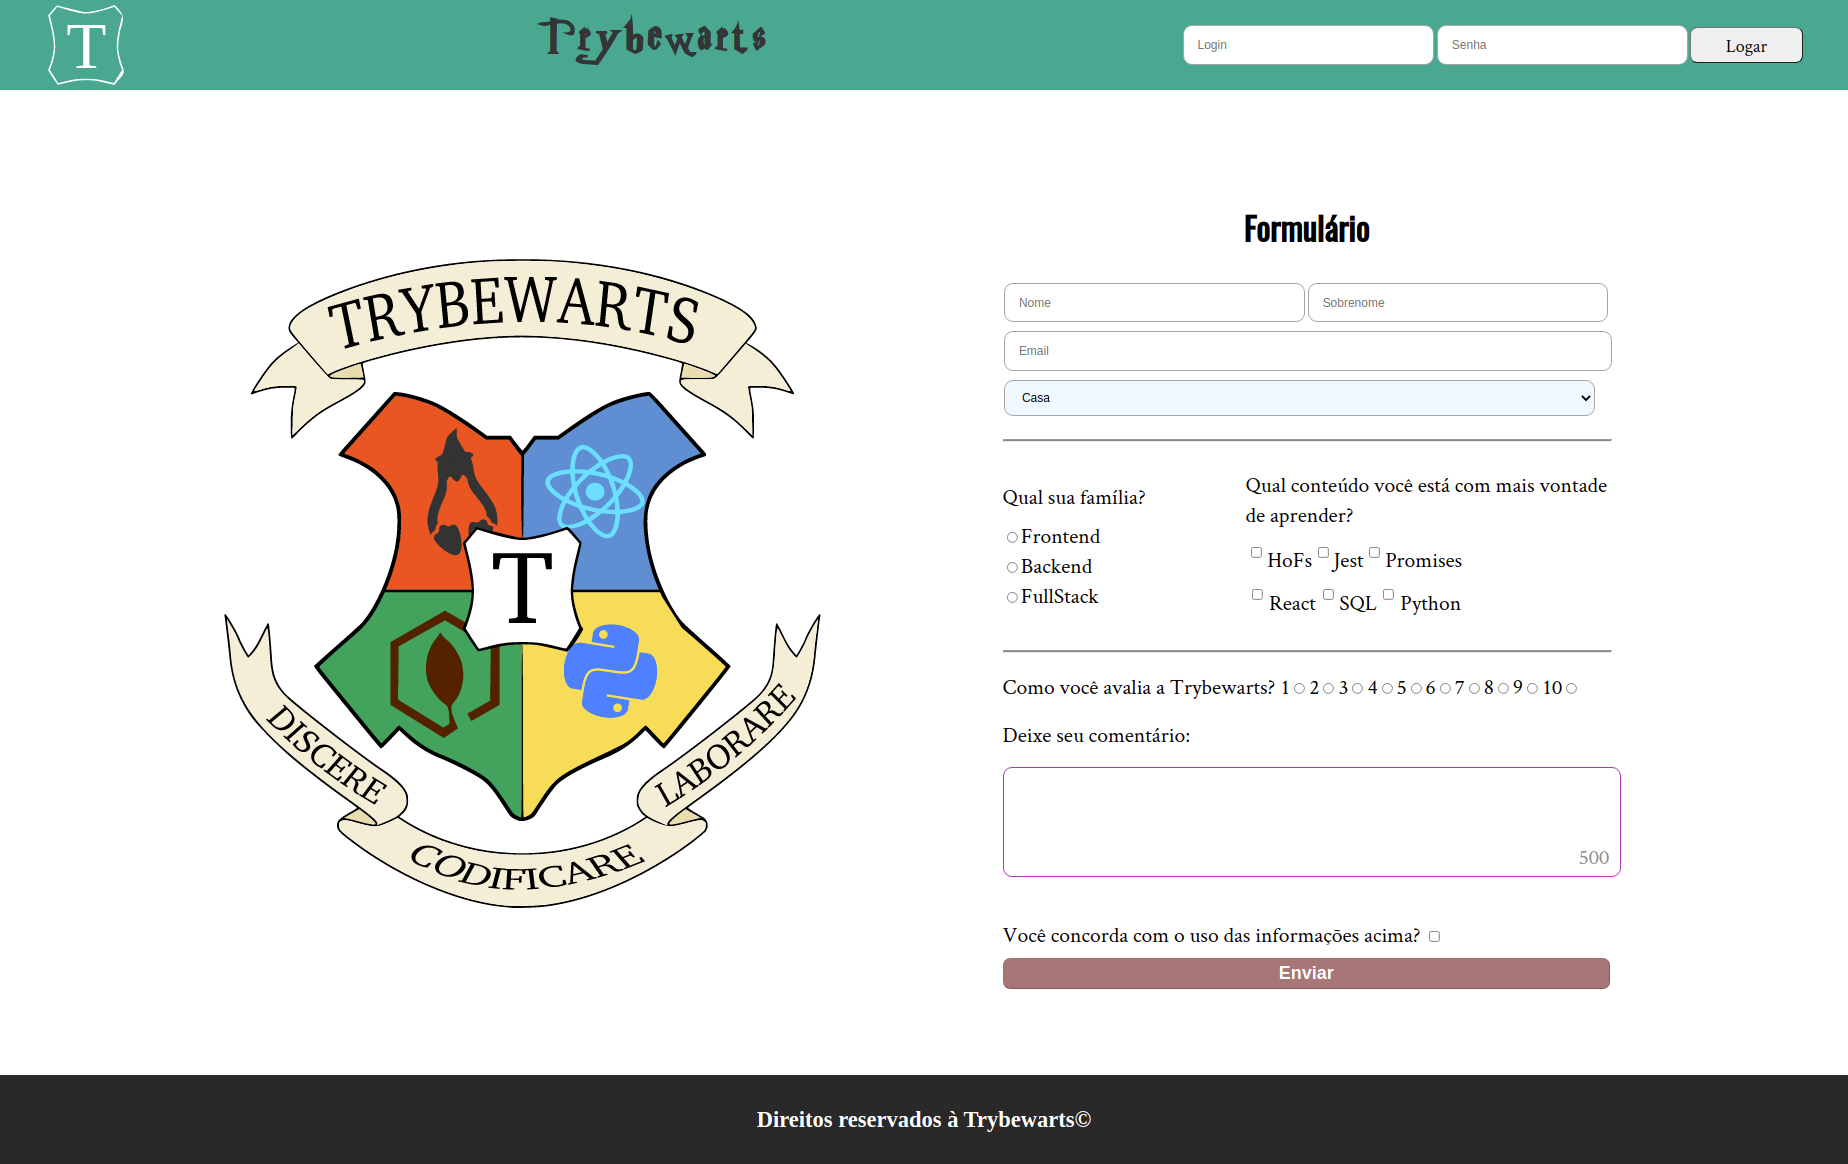 T
Trybewarts
Login
Senha
Logar
TRYBEWARTS
T
DISCERE
CODIFICARE
LABORARE
Formulário
Nome
Sobrenome
Email
Casa
Qual sua família?
Frontend
Backend
FullStack
Qual conteúdo você está com mais vontade
de aprender?
HoFs Jest Promises
React SQL Python
Como você avalia a Trybewarts? 1 2 3 4 5 6 7 8 9 10
Deixe seu comentário:
500
Você concorda com o uso das informações acima?
Enviar
Direitos reservados à Trybewarts©